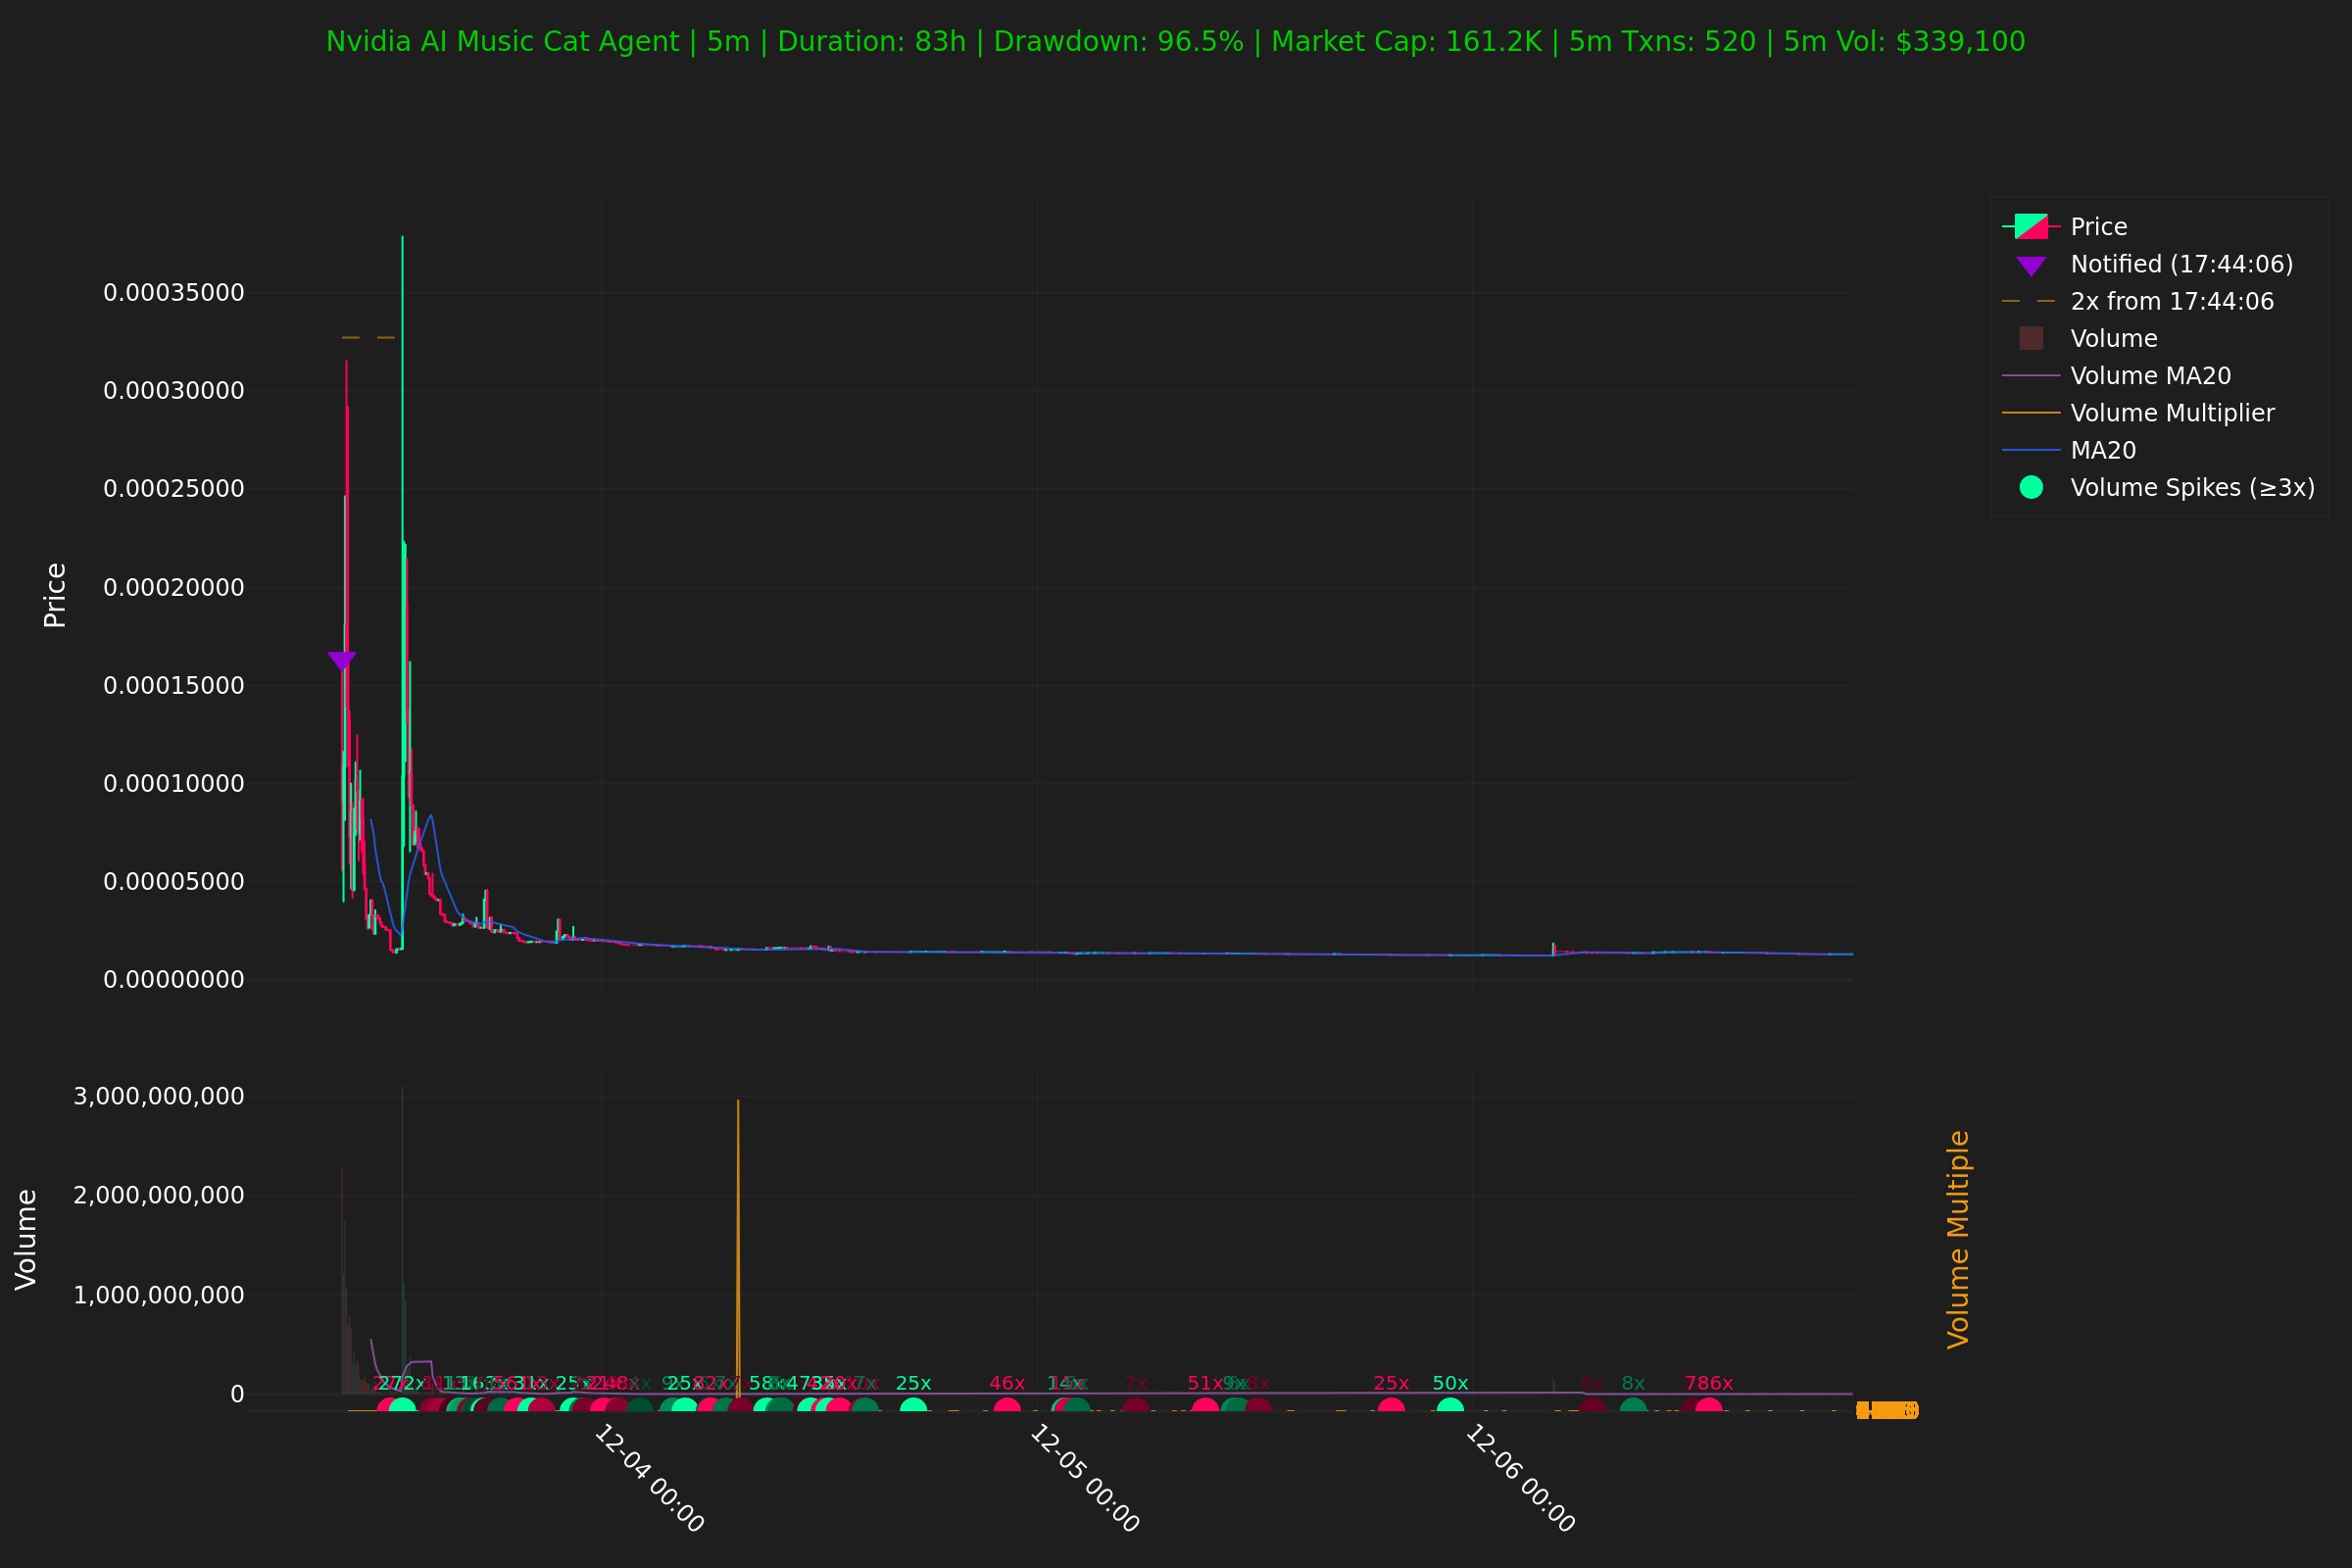 Nvidia AI Music Cat Agent | 5m | Duration: 83h | Drawdown: 96.5% | Market Cap: 161.2K | 5m Txns: 520 | 5m Vol: $339,100
Price
0.00035000
0.00030000
0.00025000
0.00020000
0.00015000
0.00010000
0.00005000
0.00000000
Price
Notified (17:44:06)
2x from 17:44:06
Volume
Volume MA20
Volume Multiplier
MA20
Volume Spikes (≥3x)
Volume
3,000,000,000
2,000,000,000
1,000,000,000
0
Volume Multiple
272x
31x
25x
58x
25x
46x
7x
51x
25x
50x
6x
8x
786x
12-04 00:00
12-05 00:00
12-06 00:00